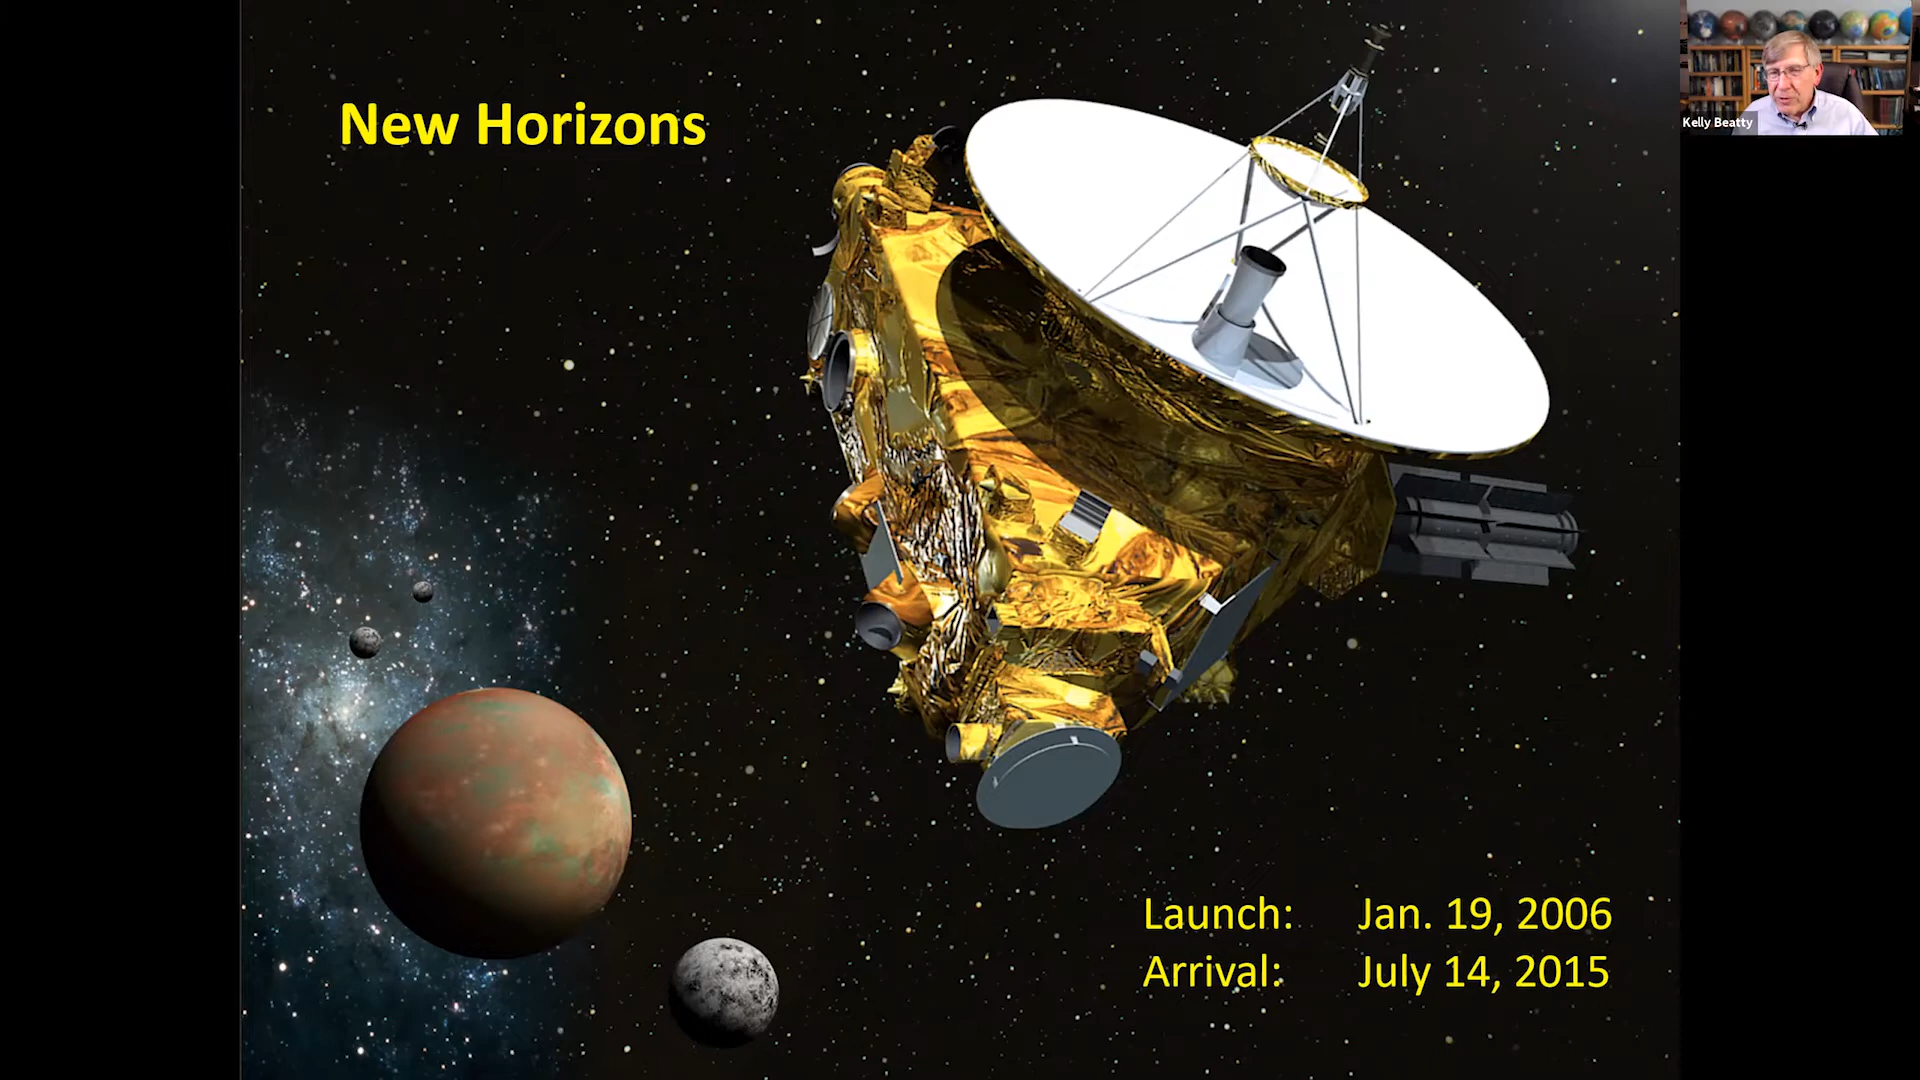 New Horizons
Kelly Beatty
Launch: Jan. 19, 2006
Arrival: July 14, 2015